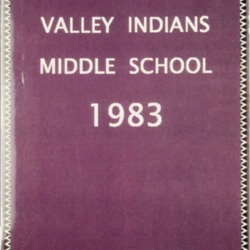 VALLEY INDIANS
MIDDLE SCHOOL
1983